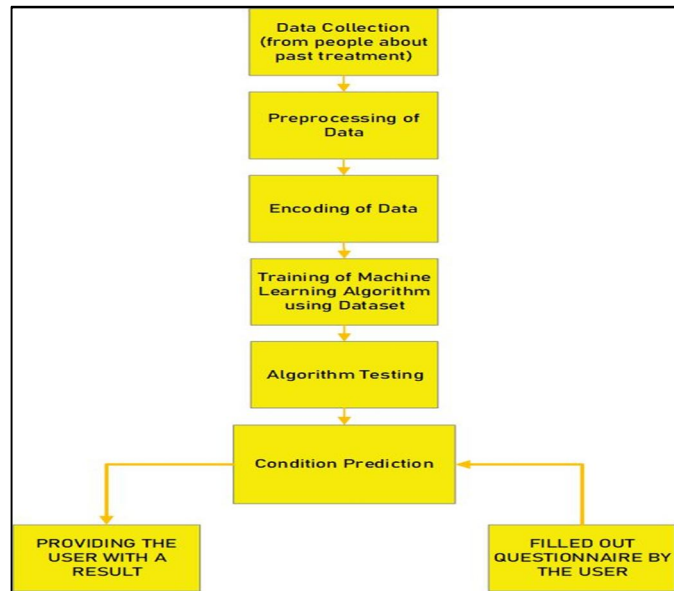 Data Collection
(from people about
past treatment)
Preprocessing of
Data
Encoding of Data
Training of Machine
Learning Algorithm
using Dataset
Algorithm Testing
Condition Prediction
PROVIDING THE
USER WITH A
RESULT
FILLED OUT
QUESTIONNAIRE BY
THE USER